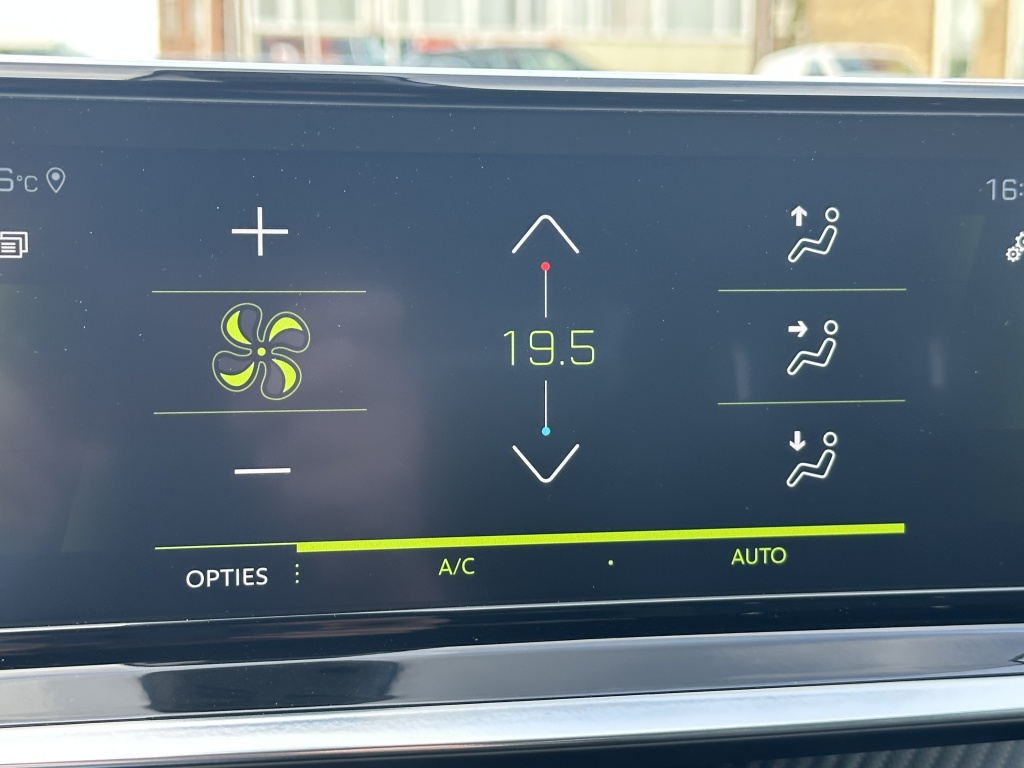 6°C
16:
19.5
OPTIES
A/C
AUTO